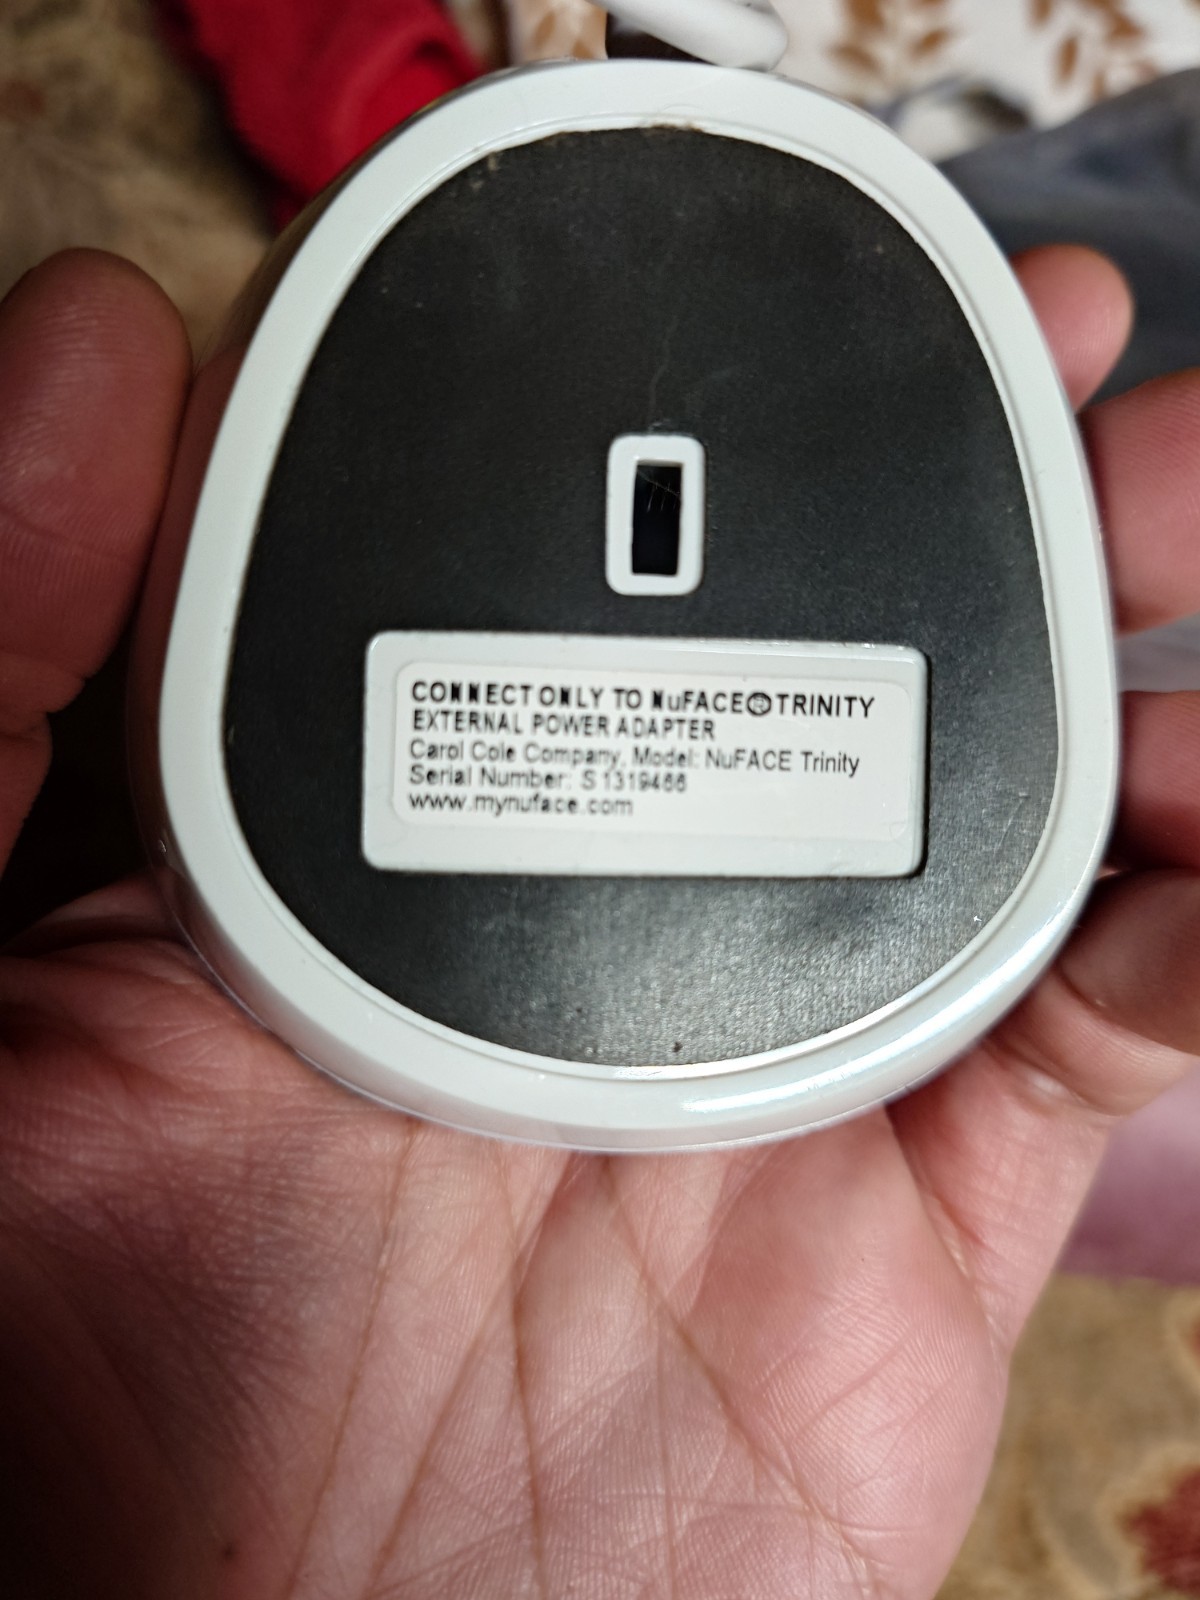 CONNECT ONLY TO NuFACE® TRINITY
EXTERNAL POWER ADAPTER
Carol Cole Company, Model: NuFACE Trinity
Serial Number: S1319466
www.mynuface.com